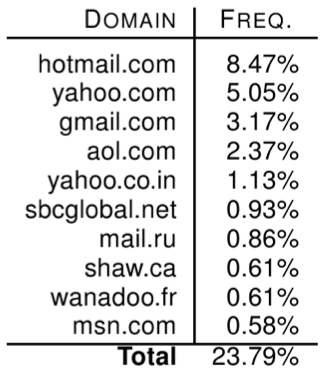 DOMAIN FREQ.
hotmail.com 8.47%
yahoo.com 5.05%
gmail.com 3.17%
aol.com 2.37%
yahoo.co.in 1.13%
sbcglobal.net 0.93%
mail.ru 0.86%
shaw.ca 0.61%
wanadoo.fr 0.61%
msn.com 0.58%
Total 23.79%